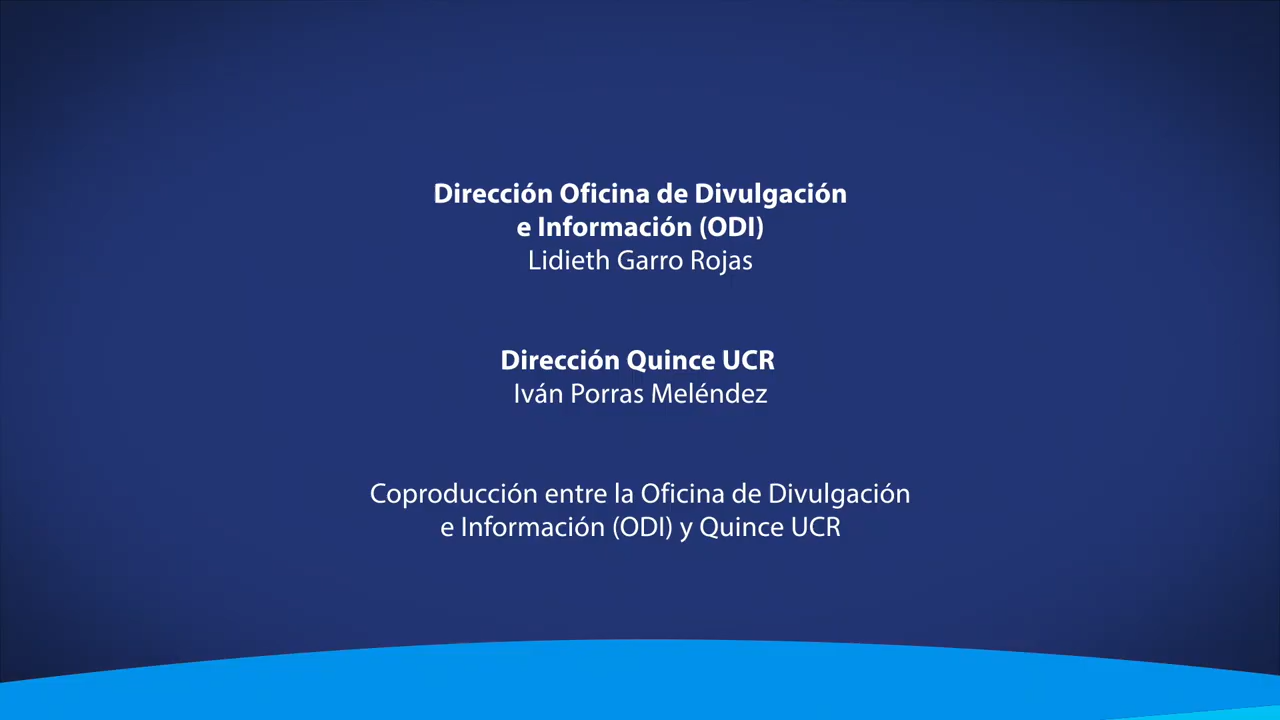 Dirección Oficina de Divulgación
e Información (ODI)
Lidieth Garro Rojas
Dirección Quince UCR
Iván Porras Meléndez
Coproducción entre la Oficina de Divulgación
e Información (ODI) y Quince UCR